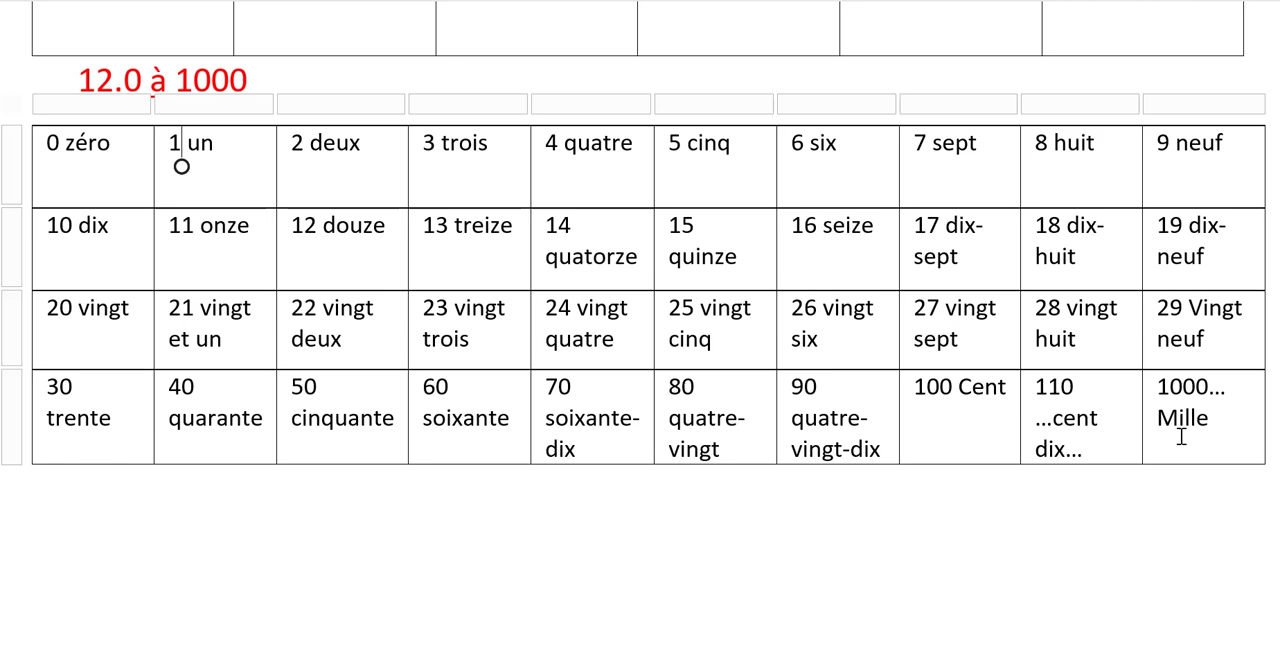 12.0 à 1000
0 zéro
1 un
2 deux
3 trois
4 quatre
5 cinq
6 six
7 sept
8 huit
9 neuf
10 dix
11 onze
12 douze
13 treize
14
quatorze
15
quinze
16 seize
17 dix-
sept
18 dix-
huit
19 dix-
neuf
20 vingt
21 vingt
et un
22 vingt
deux
23 vingt
trois
24 vingt
quatre
25 vingt
cinq
26 vingt
six
27 vingt
sept
28 vingt
huit
29 Vingt
neuf
30
trente
40
quarante
50
cinquante
60
soixante
70
soixante-
dix
80
quatre-
vingt
90
quatre-
vingt-dix
100 Cent
110
...cent
dix...
1000...
Mille